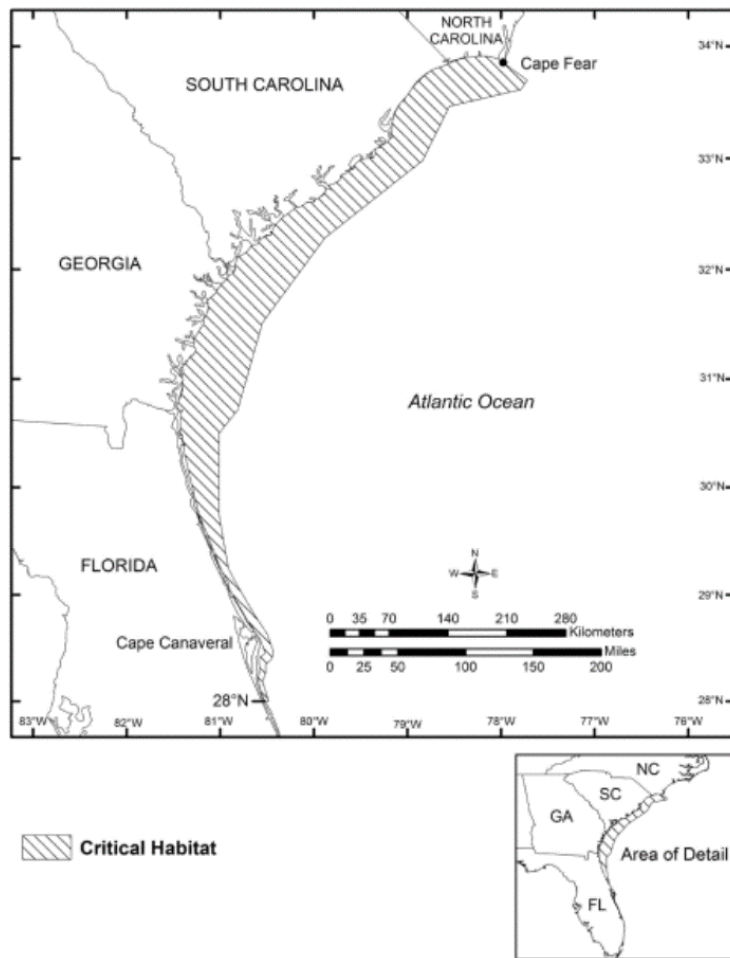 NORTH
CAROLINA
34°N
Cape Fear
SOUTH CAROLINA
33°N
GEORGIA
32°N
31°N
Atlantic Ocean
30°N
FLORIDA
N
W E
S
29°N
0 35 70 140 210 280
Kilometers
Cape Canaveral
Miles
0 25 50 100 150 200
28°N
28°N
83°W 82°W 81°W 80°W 79°W 78°W 77°W 76°W
NC
SC
GA
Critical Habitat
Area of Detail
FL